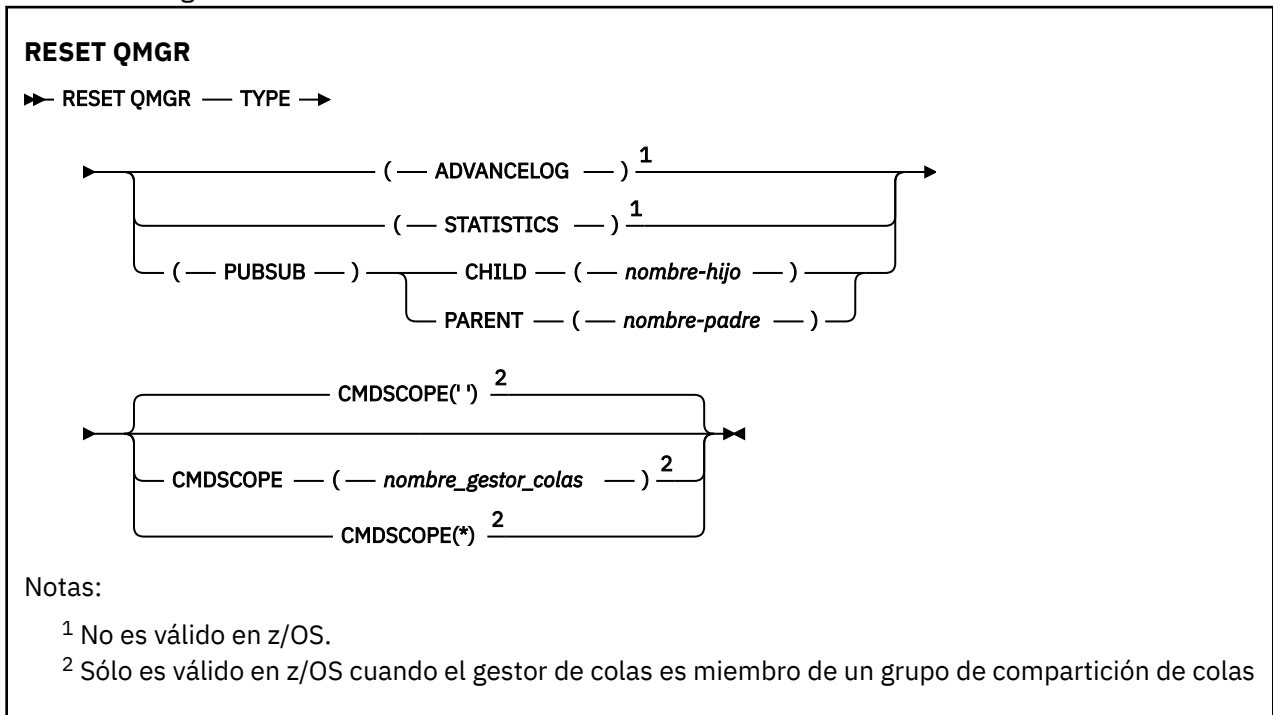 RESET QMGR
RESET QMGR TYPE
( ADVANCELOG ) 1
( STATISTICS ) 1
( PUBSUB ) CHILD ( nombre-hijo )
PARENT ( nombre-padre )
CMDSCOPE(' ') 2
CMDSCOPE ( nombre_gestor_colas ) 2
CMDSCOPE(*) 2
Notas:
1 No es válido en z/OS.
2 Sólo es válido en z/OS cuando el gestor de colas es miembro de un grupo de compartición de colas